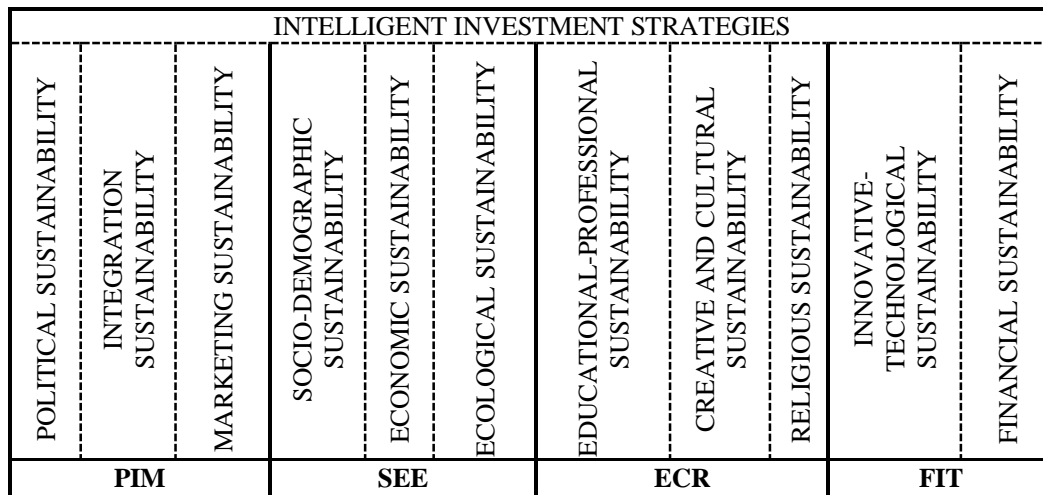 INTELLIGENT INVESTMENT STRATEGIES
POLITICAL SUSTAINABILITY
INTEGRATION
SUSTAINABILITY
MARKETING SUSTAINABILITY
SOCIO-DEMOGRAPHIC
SUSTAINABILITY
ECONOMIC SUSTAINABILITY
ECOLOGICAL SUSTAINABILITY
EDUCATIONAL-PROFESSIONAL
SUSTAINABILITY
CREATIVE AND CULTURAL
SUSTAINABILITY
RELIGIOUS SUSTAINABILITY
INNOVATIVE-
TECHNOLOGICAL
SUSTAINABILITY
FINANCIAL SUSTAINABILITY
PIM
SEE
ECR
FIT